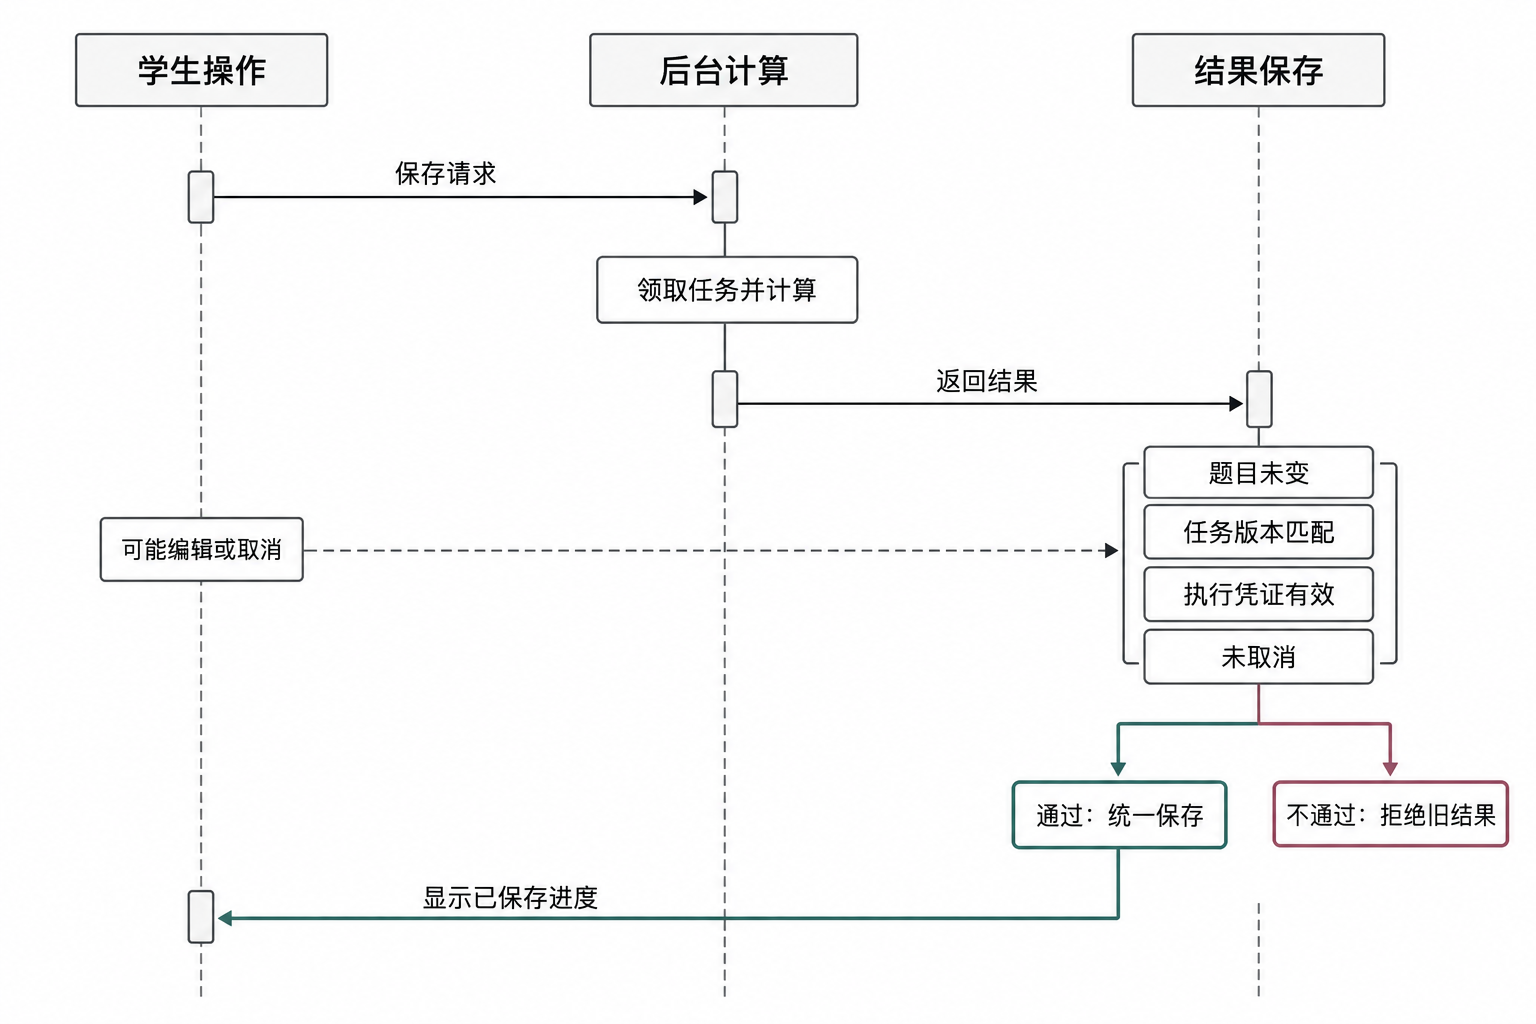 学生操作
后台计算
结果保存
保存请求
领取任务并计算
返回结果
题目未变
任务版本匹配
可能编辑或取消
执行凭证有效
未取消
通过：统一保存
不通过：拒绝旧结果
显示已保存进度